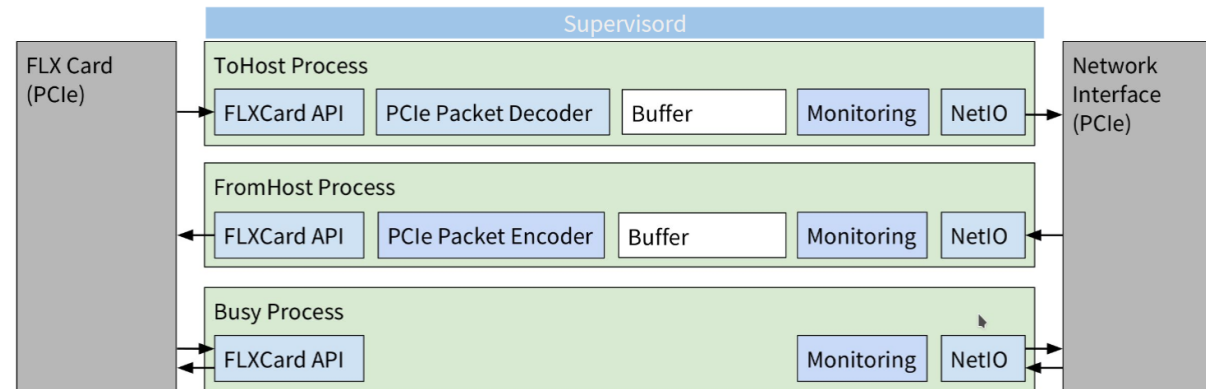 Supervisord
FLX Card
(PCIe)
ToHost Process
FLXCard API
PCIe Packet Decoder
Buffer
Monitoring
NetIO
Network
Interface
(PCIe)
FromHost Process
FLXCard API
PCIe Packet Encoder
Buffer
Monitoring
NetIO
Busy Process
FLXCard API
Monitoring
NetIO